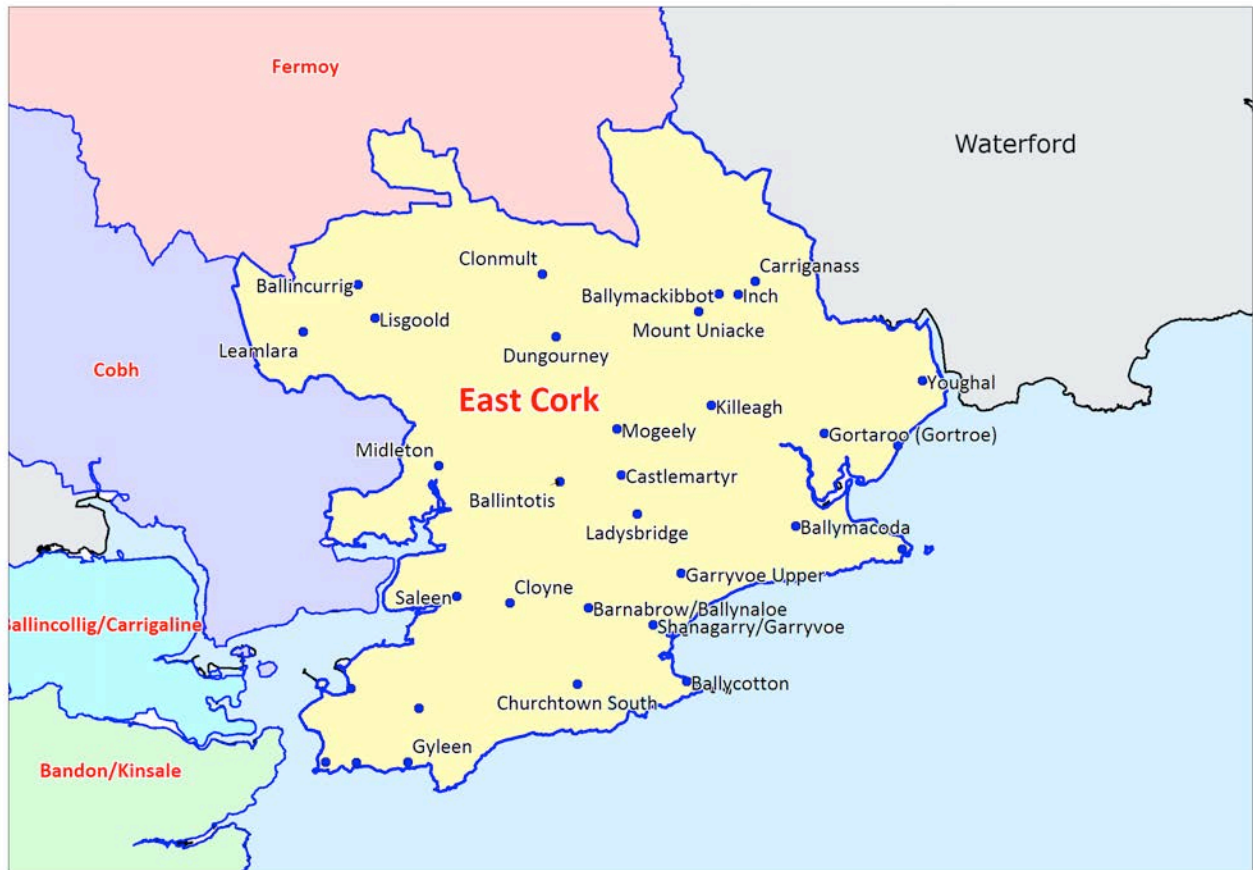 Fermoy
Waterford
Clonmult
Carriganass
Ballincurrig
Ballymackibbot
Inch
Lisgoold
Mount Uniacke
Leamlara
Dungourney
Cobh
Youghal
East Cork
Killeagh
Mogeely
Gortaroo (Gortroe)
Midleton
Castlemartyr
Ballintotis
Ladysbridge
Ballymacoda
Garryvoe Upper
Saleen
Cloyne
Barnabrow/Ballynaloe
Shanagarry/Garryvoe
Ballincollig/Carrigaline
Ballycotton
Churchtown South
Gyleen
Bandon/Kinsale